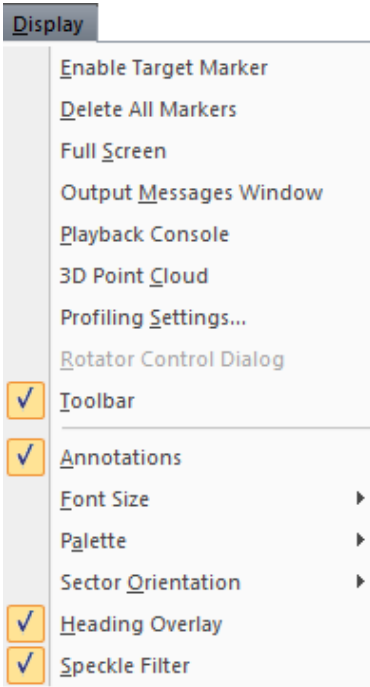 Display
Enable Target Marker
Delete All Markers
Full Screen
Output Messages Window
Playback Console
3D Point Cloud
Profiling Settings...
Rotator Control Dialog
Toolbar
Annotations
Font Size
Palette
Sector Orientation
Heading Overlay
Speckle Filter